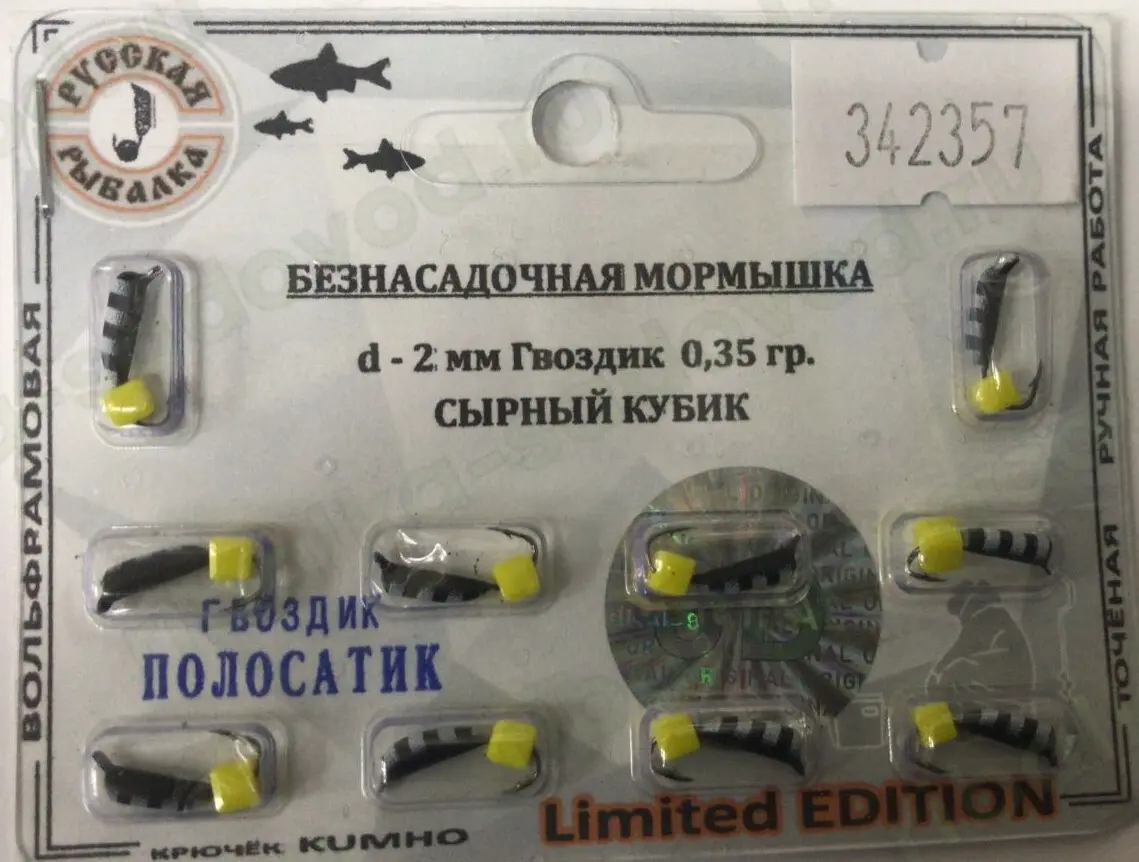 РУССКАЯ
РЫБАЛКА
342357
БЕЗНАСАДОЧНАЯ МОРМЫШКА
d - 2 мм Гвоздик 0,35 гр.
СЫРНЫЙ КУБИК
ВОЛЬФРАМОВАЯ
ТОЧЕНАЯ РУЧНАЯ РАБОТА
ГВОЗДИК
ПОЛОСАТИК
Limited EDITION
КРЮЧЁК KUMHO